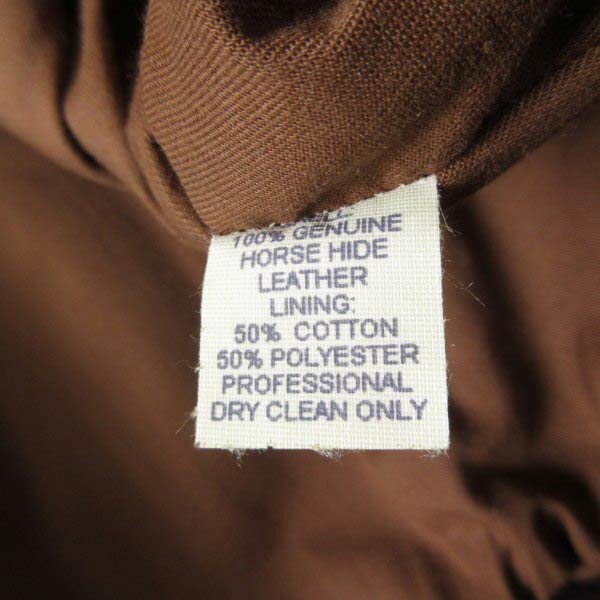 100% GENUINE
HORSE HIDE
LEATHER
LINING:
50% COTTON
50% POLYESTER
PROFESSIONAL
DRY CLEAN ONLY